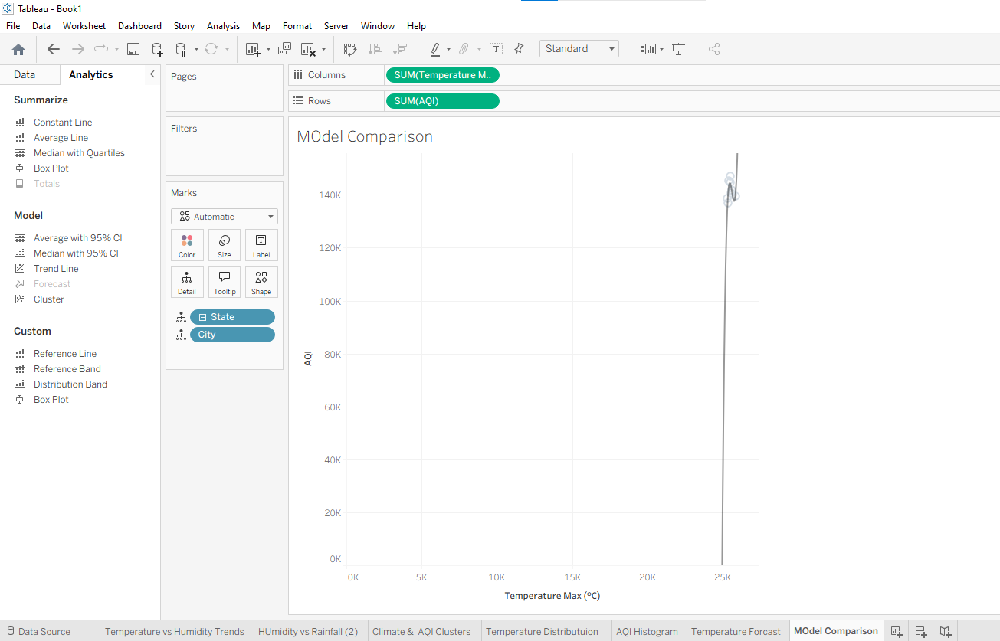 Tableau - Book1
File Data Worksheet Dashboard Story Analysis Map Format Server Window Help
Standard
Data Analytics
Summarize
Constant Line
Average Line
Median with Quartiles
Box Plot
Totals
Model
Average with 95% CI
Median with 95% CI
Trend Line
Forecast
Cluster
Custom
Reference Line
Reference Band
Distribution Band
Box Plot
Pages
Filters
Marks
Automatic
Color Size Label
Detail Tooltip Shape
State
City
Columns SUM(Temperature M..
Rows SUM(AQI)
MOdel Comparison
140K
120K
100K
80K
60K
40K
20K
0K
AQI
0K 5K 10K 15K 20K 25K
Temperature Max (ºC)
Data Source Temperature vs Humidity Trends HUmidity vs Rainfall (2) Climate & AQI Clusters Temperature Distributuion AQI Histogram Temperature Forcast MOdel Comparison